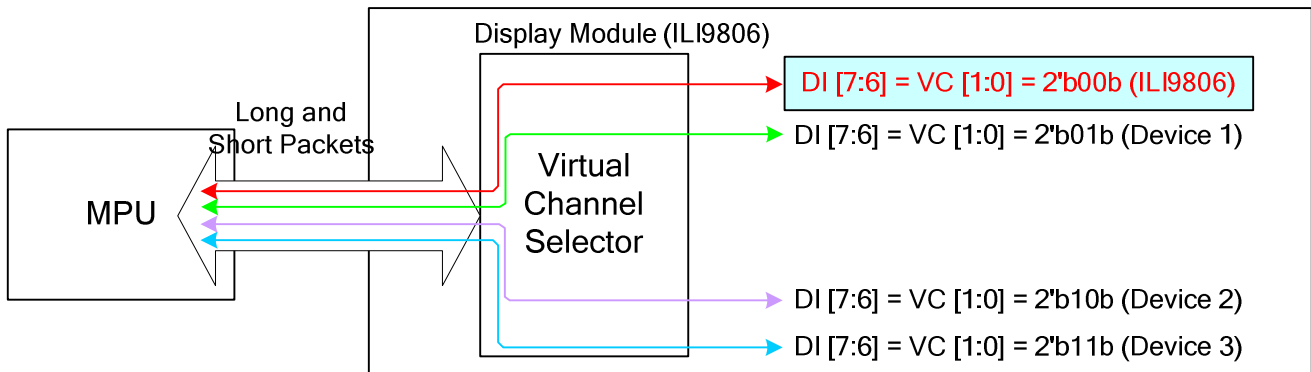 Display Module (ILI9806)
DI [7:6] = VC [1:0] = 2'b00b (ILI9806)
Long and
Short Packets
DI [7:6] = VC [1:0] = 2'b01b (Device 1)
MPU
Virtual
Channel
Selector
DI [7:6] = VC [1:0] = 2'b10b (Device 2)
DI [7:6] = VC [1:0] = 2'b11b (Device 3)